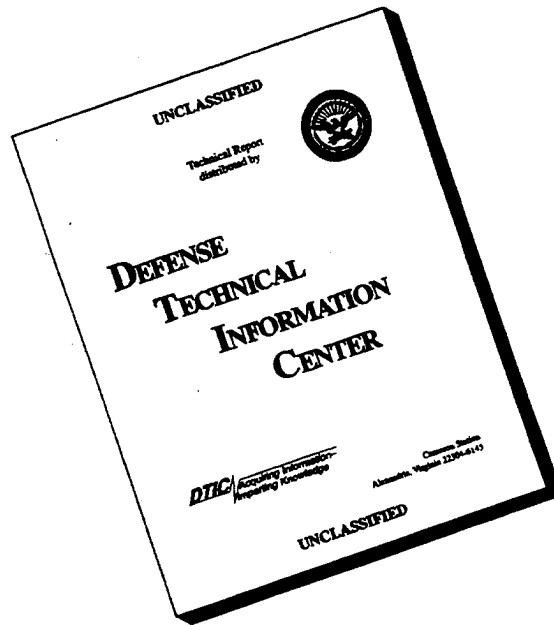 UNCLASSIFIED
Technical Report
distributed by
DEFENSE
TECHNICAL
INFORMATION
CENTER
DTIC
Acquiring Information-
Imparting Knowledge
Cameron Station
Alexandria, Virginia 22304-6145
UNCLASSIFIED